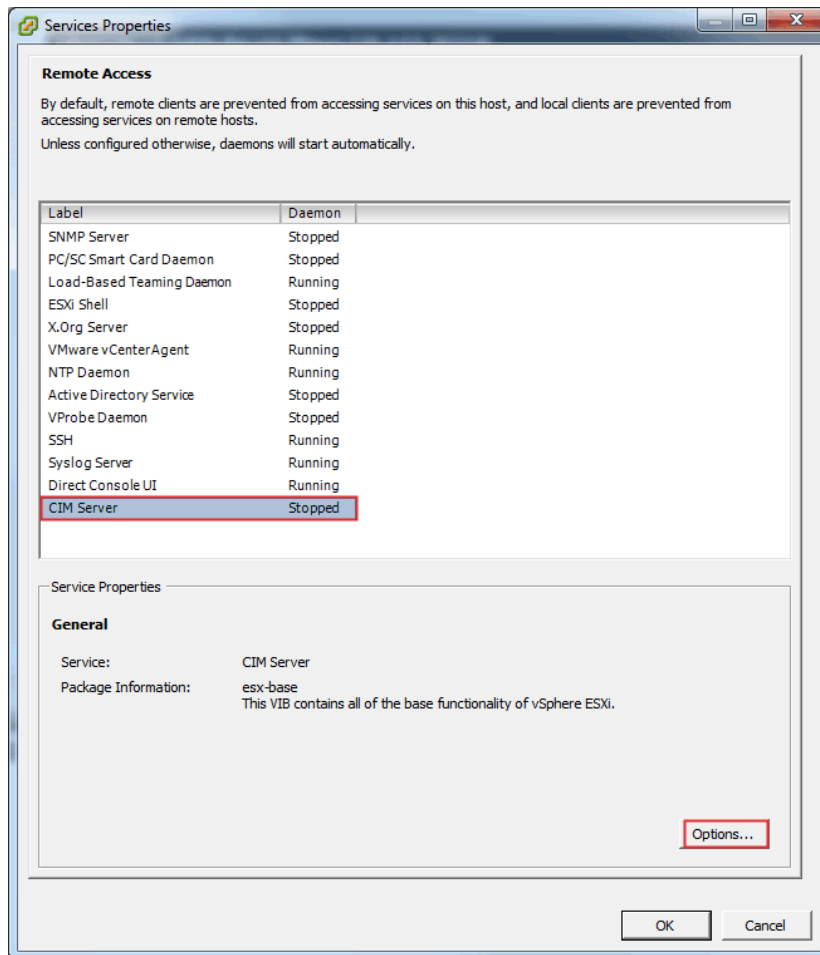 Services Properties
Remote Access
By default, remote clients are prevented from accessing services on this host, and local clients are prevented from
accessing services on remote hosts.
Unless configured otherwise, daemons will start automatically.
Label Daemon
SNMP Server Stopped
PC/SC Smart Card Daemon Stopped
Load-Based Teaming Daemon Running
ESXi Shell Stopped
X.Org Server Stopped
VMware vCenterAgent Running
NTP Daemon Running
Active Directory Service Stopped
VProbe Daemon Stopped
SSH Running
Syslog Server Running
Direct Console UI Running
CIM Server Stopped
Service Properties
General
Service: CIM Server
Package Information: esx-base
This VIB contains all of the base functionality of vSphere ESXi.
Options...
OK Cancel